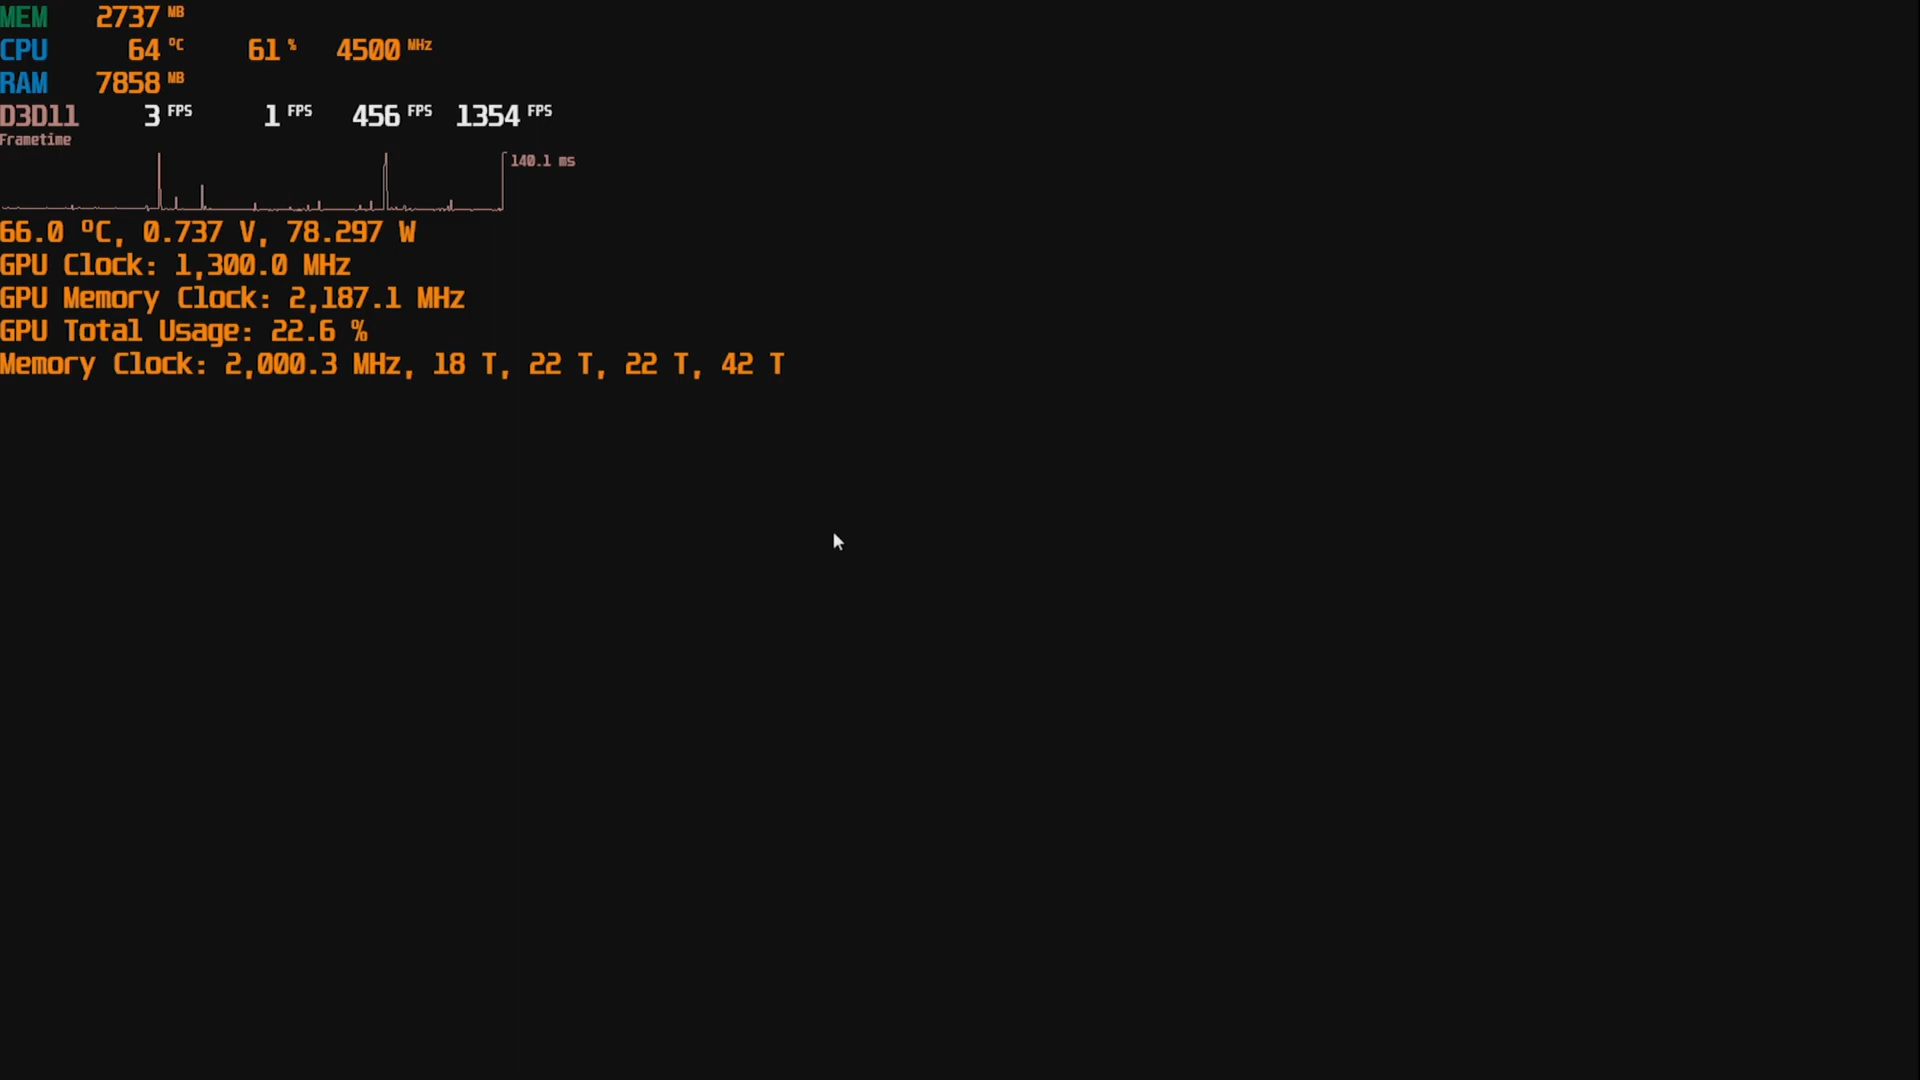 MEM 2737 MB
CPU 64 °C 61 % 4500 MHz
RAM 7858 MB
D3D11 3 FPS 1 FPS 456 FPS 1354 FPS
Frametime
140.1 ms
66.0 °C, 0.737 V, 78.297 W
GPU Clock: 1,300.0 MHz
GPU Memory Clock: 2,187.1 MHz
GPU Total Usage: 22.6 %
Memory Clock: 2,000.3 MHz, 18 T, 22 T, 22 T, 42 T